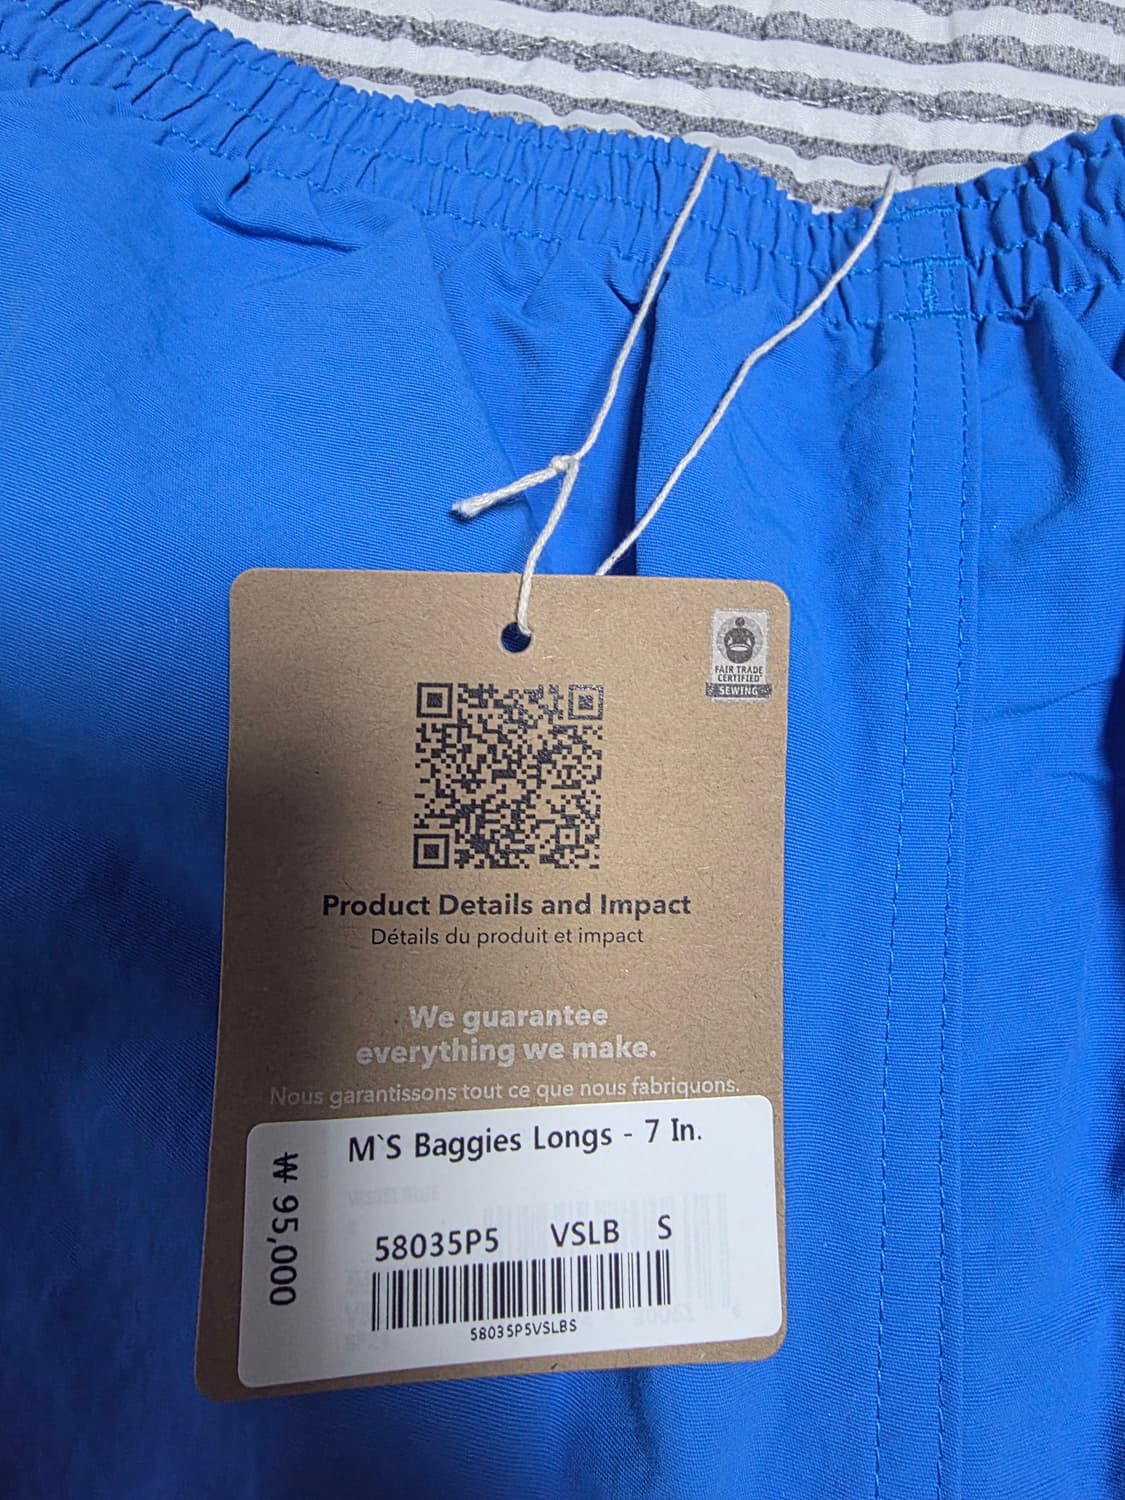 FAIR TRADE
CERTIFIED
SEWING
Product Details and Impact
Détails du produit et impact
We guarantee
everything we make.
Nous garantissons tout ce que nous fabriquons.
M`S Baggies Longs - 7 In.
₩ 95,000
58035P5 VSLB S
58035P5VSLBS